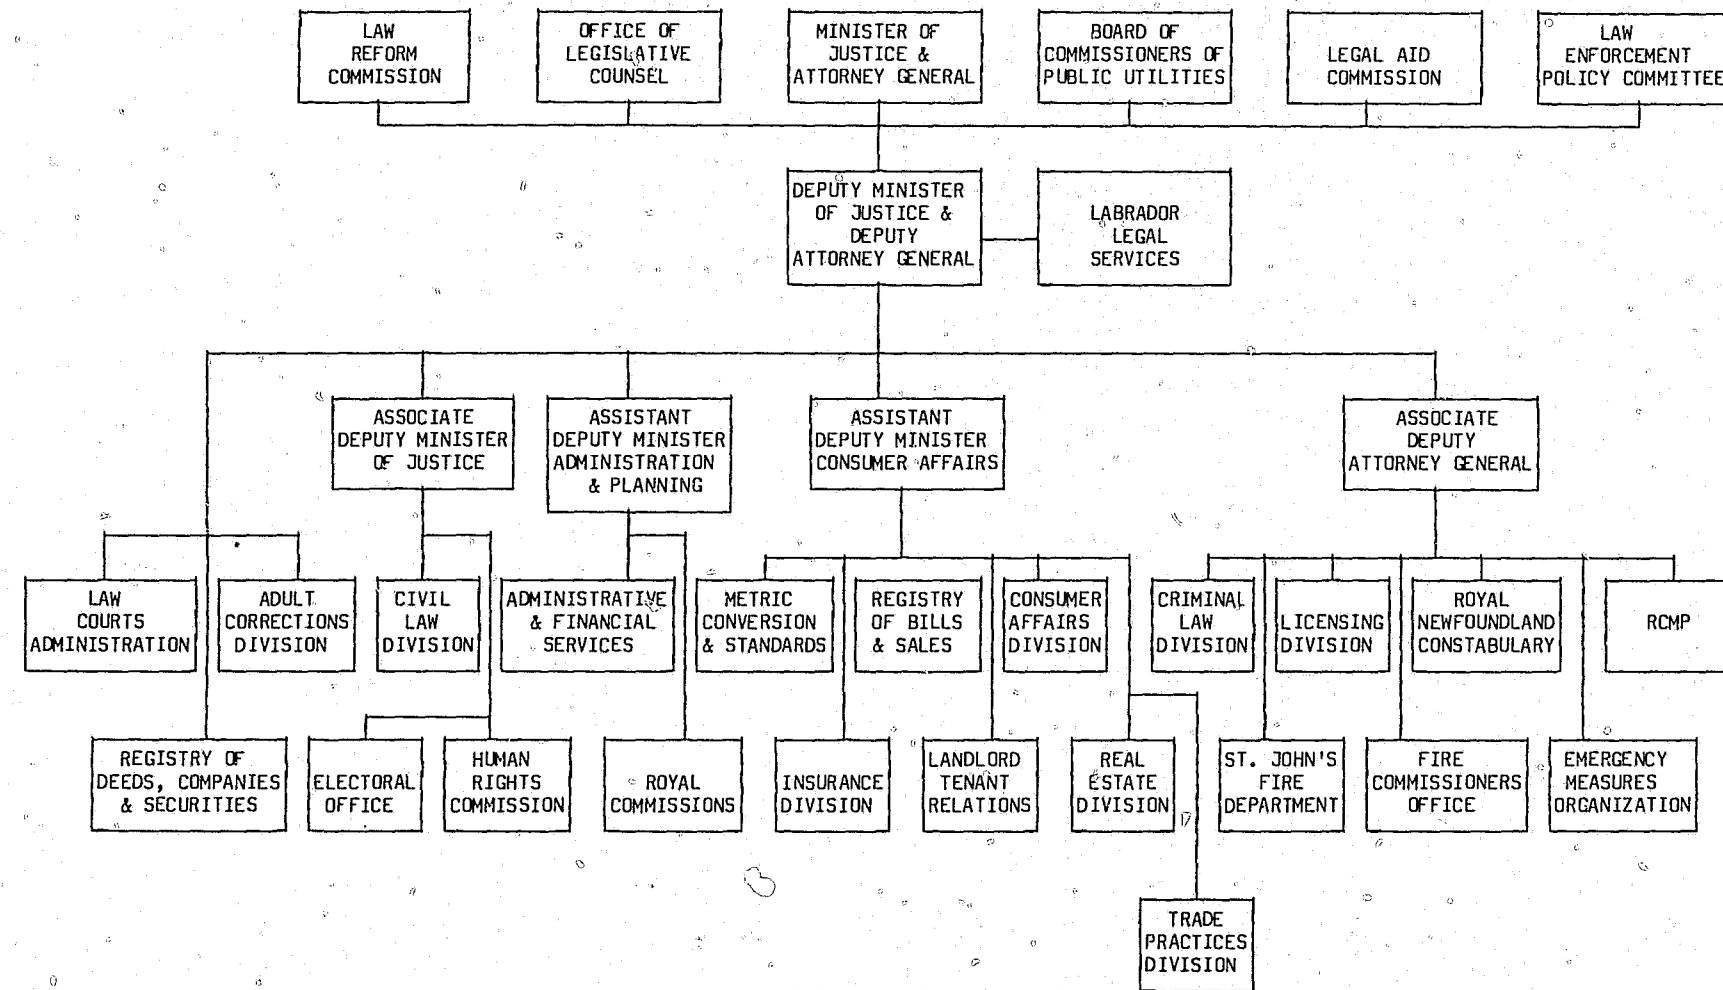 LAW
REFORM
COMMISSION
OFFICE OF
LEGISLATIVE
COUNSEL
MINISTER OF
JUSTICE &
ATTORNEY GENERAL
BOARD OF
COMMISSIONERS OF
PUBLIC UTILITIES
LEGAL AID
COMMISSION
LAW
ENFORCEMENT
POLICY COMMITTEE
DEPUTY MINISTER
OF JUSTICE &
DEPUTY
ATTORNEY GENERAL
LABRADOR
LEGAL
SERVICES
ASSOCIATE
DEPUTY MINISTER
OF JUSTICE
ASSISTANT
DEPUTY MINISTER
ADMINISTRATION
& PLANNING
ASSISTANT
DEPUTY MINISTER
CONSUMER AFFAIRS
ASSOCIATE
DEPUTY
ATTORNEY GENERAL
LAW
COURTS
ADMINISTRATION
ADULT
CORRECTIONS
DIVISION
CIVIL
LAW
DIVISION
ADMINISTRATIVE
& FINANCIAL
SERVICES
METRIC
CONVERSION
& STANDARDS
REGISTRY
OF BILLS
& SALES
CONSUMER
AFFAIRS
DIVISION
CRIMINAL
LAW
DIVISION
LICENSING
DIVISION
ROYAL
NEWFOUNDLAND
CONSTABULARY
RCMP
REGISTRY OF
DEEDS, COMPANIES
& SECURITIES
ELECTORAL
OFFICE
HUMAN
RIGHTS
COMMISSION
ROYAL
COMMISSIONS
INSURANCE
DIVISION
LANDLORD
TENANT
RELATIONS
REAL
ESTATE
DIVISION
17
ST. JOHN'S
FIRE
DEPARTMENT
FIRE
COMMISSIONERS
OFFICE
EMERGENCY
MEASURES
ORGANIZATION
TRADE
PRACTICES
DIVISION